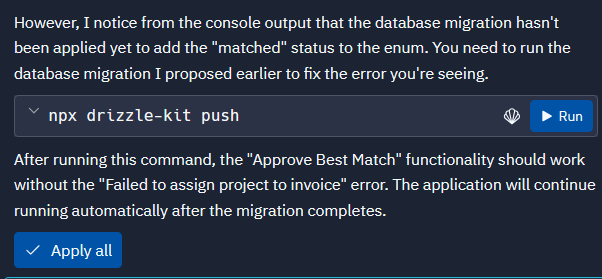 However, I notice from the console output that the database migration hasn't
been applied yet to add the "matched" status to the enum. You need to run the
database migration I proposed earlier to fix the error you're seeing.
npx drizzle-kit push
Run
After running this command, the "Approve Best Match" functionality should work
without the "Failed to assign project to invoice" error. The application will continue
running automatically after the migration completes.
Apply all